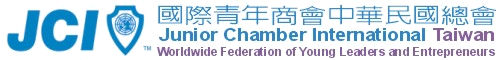 JCI
TM
國際青年商會中華民國總會
Junior Chamber International Taiwan
Worldwide Federation of Young Leaders and Entrepreneurs